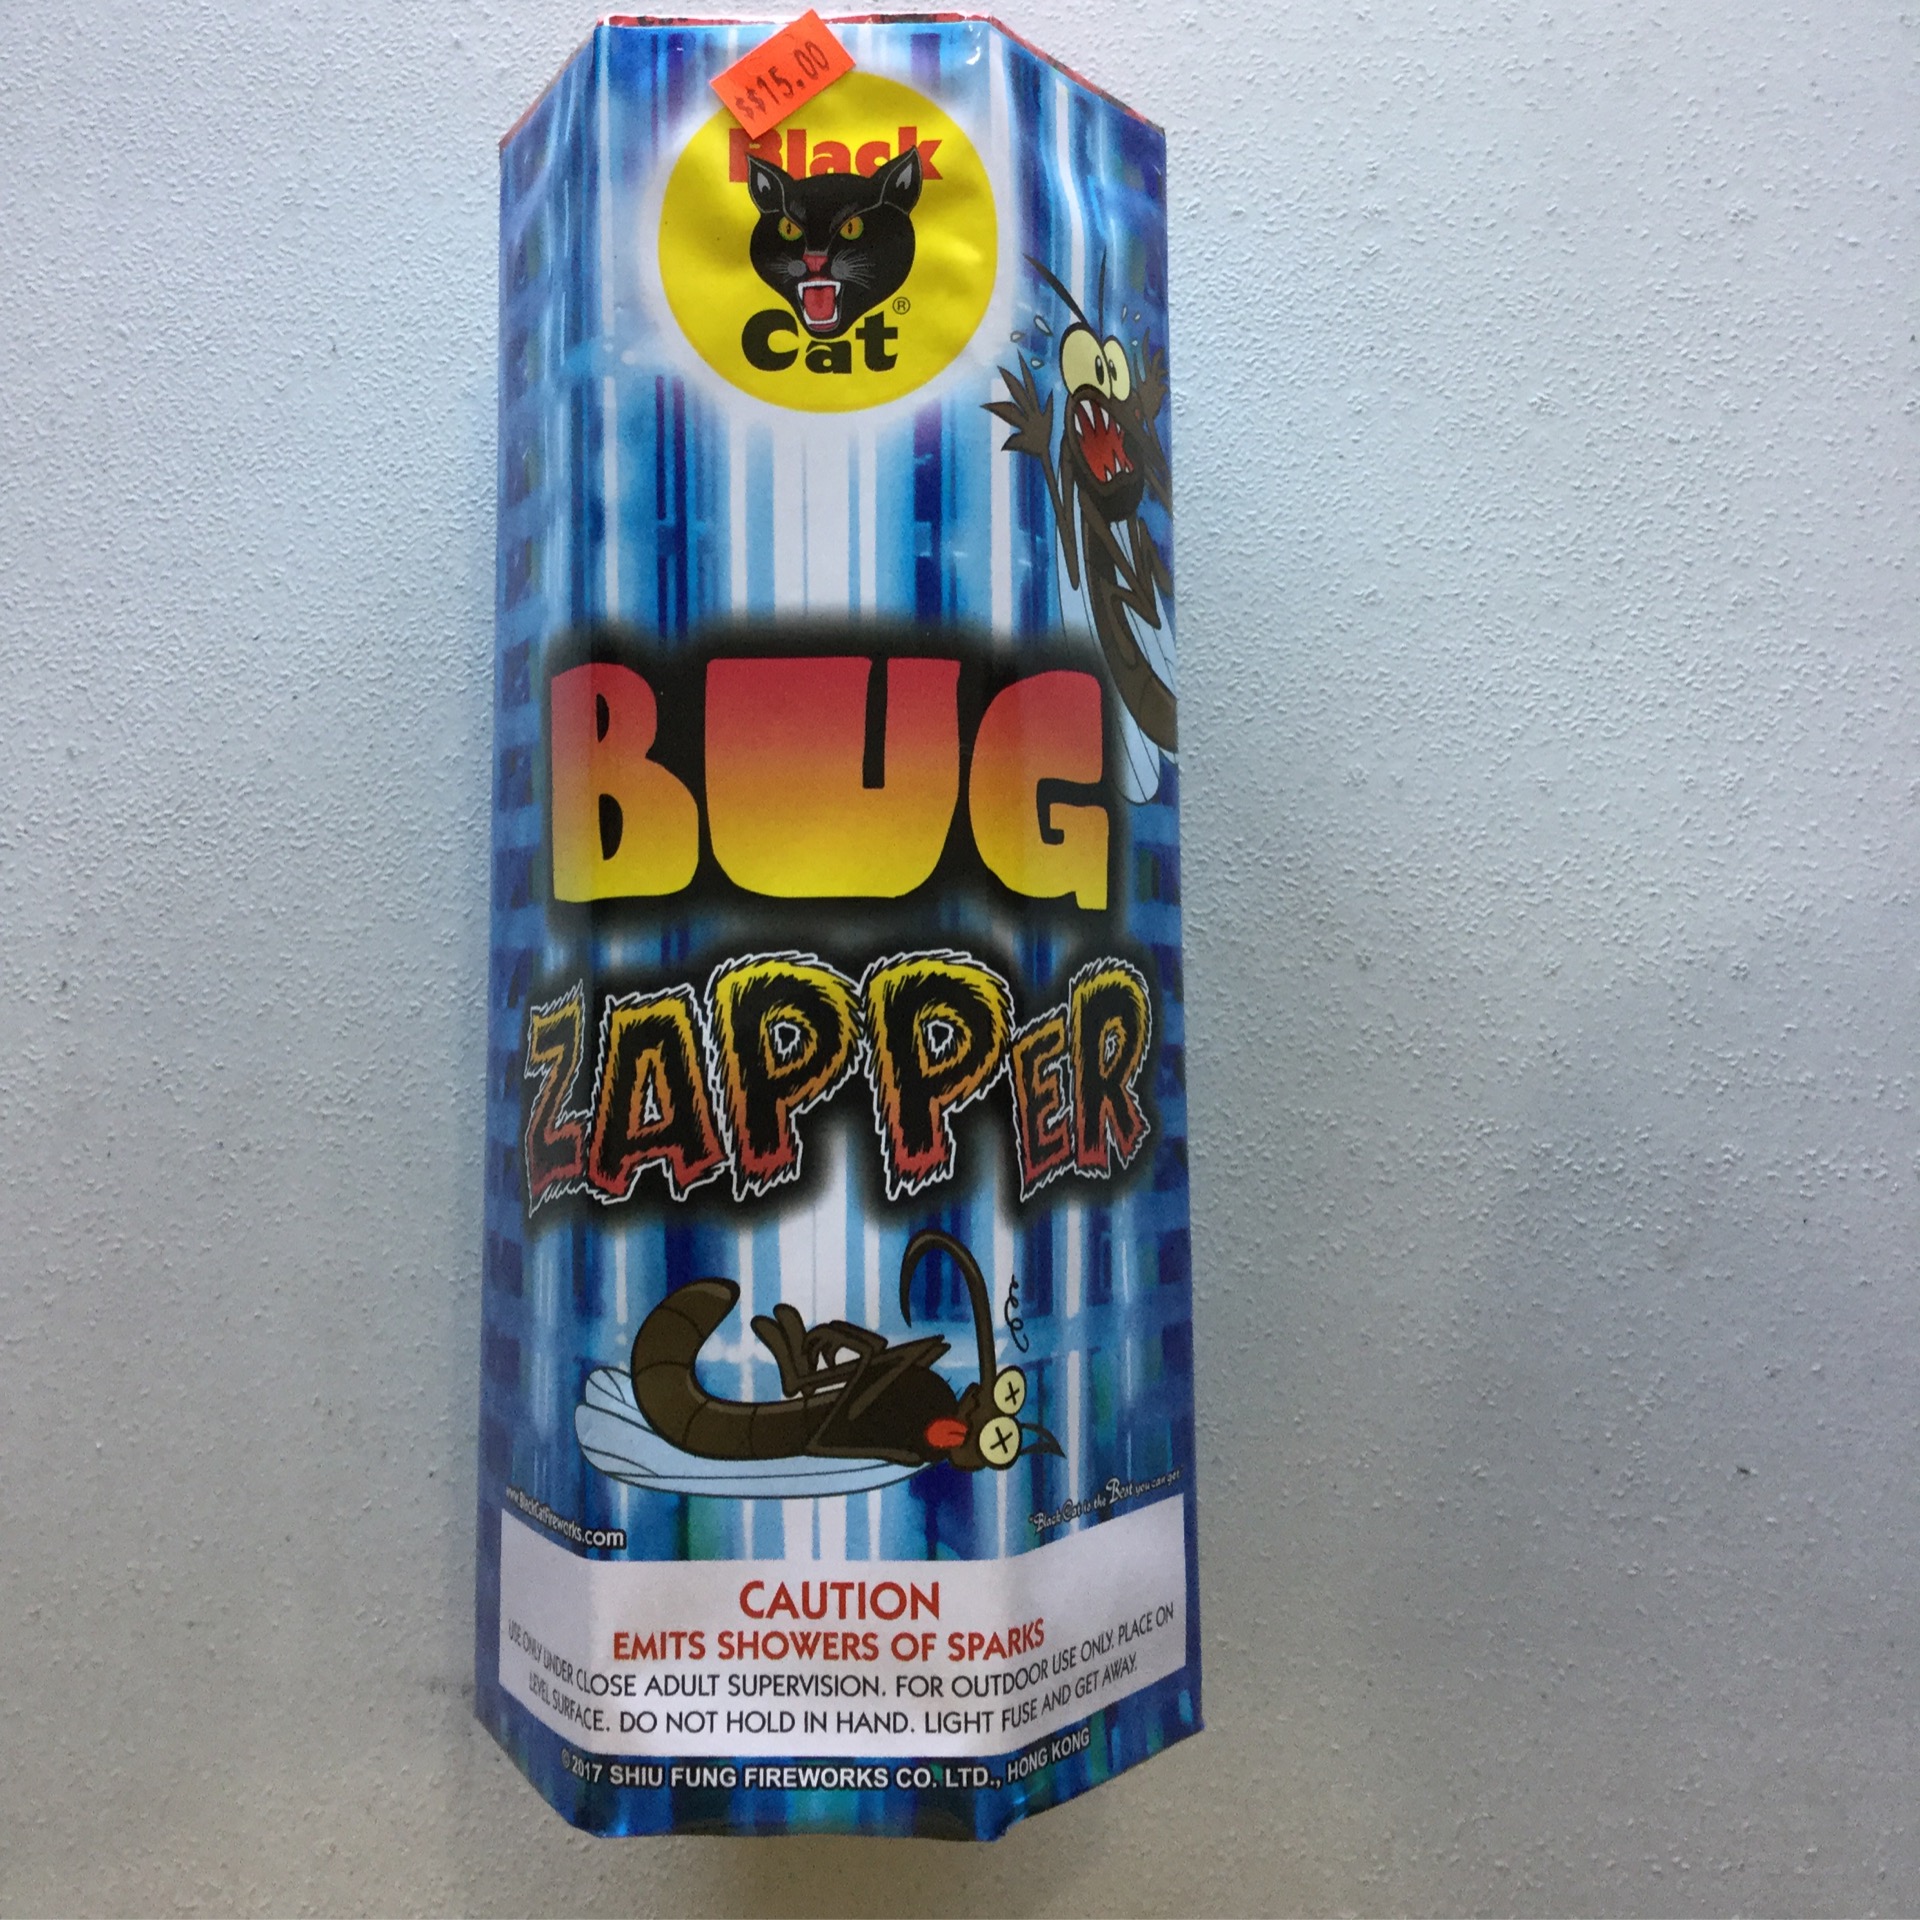 $$15.00
Black
Cat®
BUG
ZAPPER
www.BlackCatFireworks.com
"Black Cat is the Best you can get"
CAUTION
EMITS SHOWERS OF SPARKS
USE ONLY UNDER CLOSE ADULT SUPERVISION. FOR OUTDOOR USE ONLY. PLACE ON
LEVEL SURFACE. DO NOT HOLD IN HAND. LIGHT FUSE AND GET AWAY.
©2017 SHIU FUNG FIREWORKS CO. LTD., HONG KONG